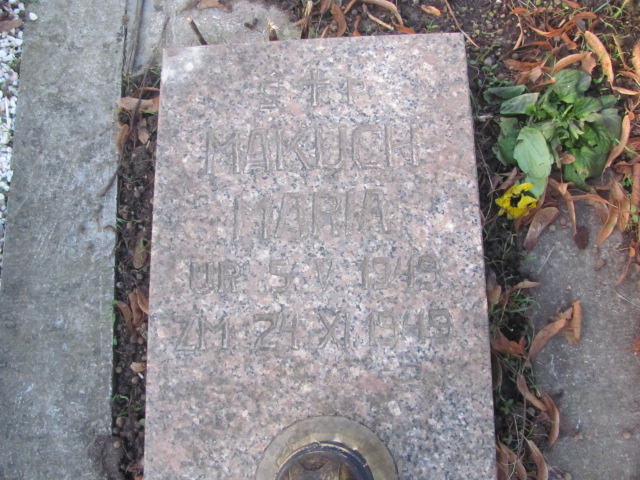 Ś † P
MAKUCH
MARIA
UR. 5. V. 1949
ZM. 24. XI. 1949